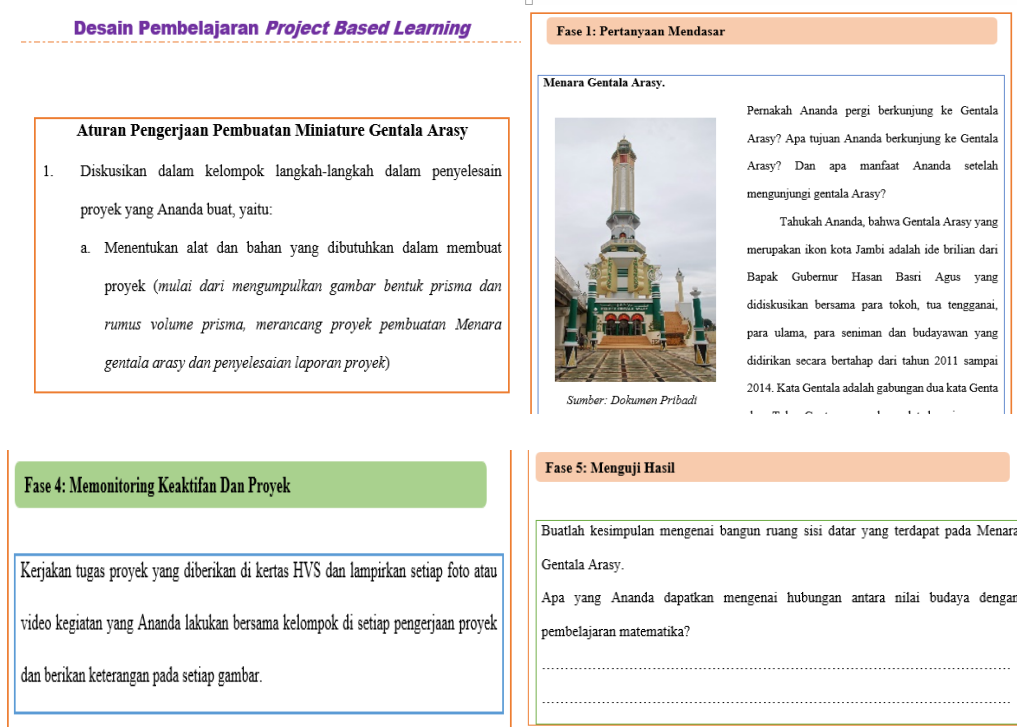 Desain Pembelajaran Project Based Learning
Aturan Pengerjaan Pembuatan Miniature Gentala Arasy
1. Diskusikan dalam kelompok langkah-langkah dalam penyelesain
proyek yang Ananda buat, yaitu:
a. Menentukan alat dan bahan yang dibutuhkan dalam membuat
proyek (mulai dari mengumpulkan gambar bentuk prisma dan
rumus volume prisma, merancang proyek pembuatan Menara
gentala arasy dan penyelesaian laporan proyek)
Fase 1: Pertanyaan Mendasar
Menara Gentala Arasy.
Pernakah Ananda pergi berkunjung ke Gentala
Arasy? Apa tujuan Ananda berkunjung ke Gentala
Arasy? Dan apa manfaat Ananda setelah
mengunjungi gentala Arasy?
Tahukah Ananda, bahwa Gentala Arasy yang
merupakan ikon kota Jambi adalah ide brilian dari
Bapak Gubernur Hasan Basri Agus yang
didiskusikan bersama para tokoh, tua tengganai,
para ulama, para seniman dan budayawan yang
didirikan secara bertahap dari tahun 2011 sampai
2014. Kata Gentala adalah gabungan dua kata Genta
Sumber: Dokumen Pribadi
Fase 4: Memonitoring Keaktifan Dan Proyek
Kerjakan tugas proyek yang diberikan di kertas HVS dan lampirkan setiap foto atau
video kegiatan yang Ananda lakukan bersama kelompok di setiap pengerjaan proyek
dan berikan keterangan pada setiap gambar.
Fase 5: Menguji Hasil
Buatlah kesimpulan mengenai bangun ruang sisi datar yang terdapat pada Menara
Gentala Arasy.
Apa yang Ananda dapatkan mengenai hubungan antara nilai budaya dengan
pembelajaran matematika?